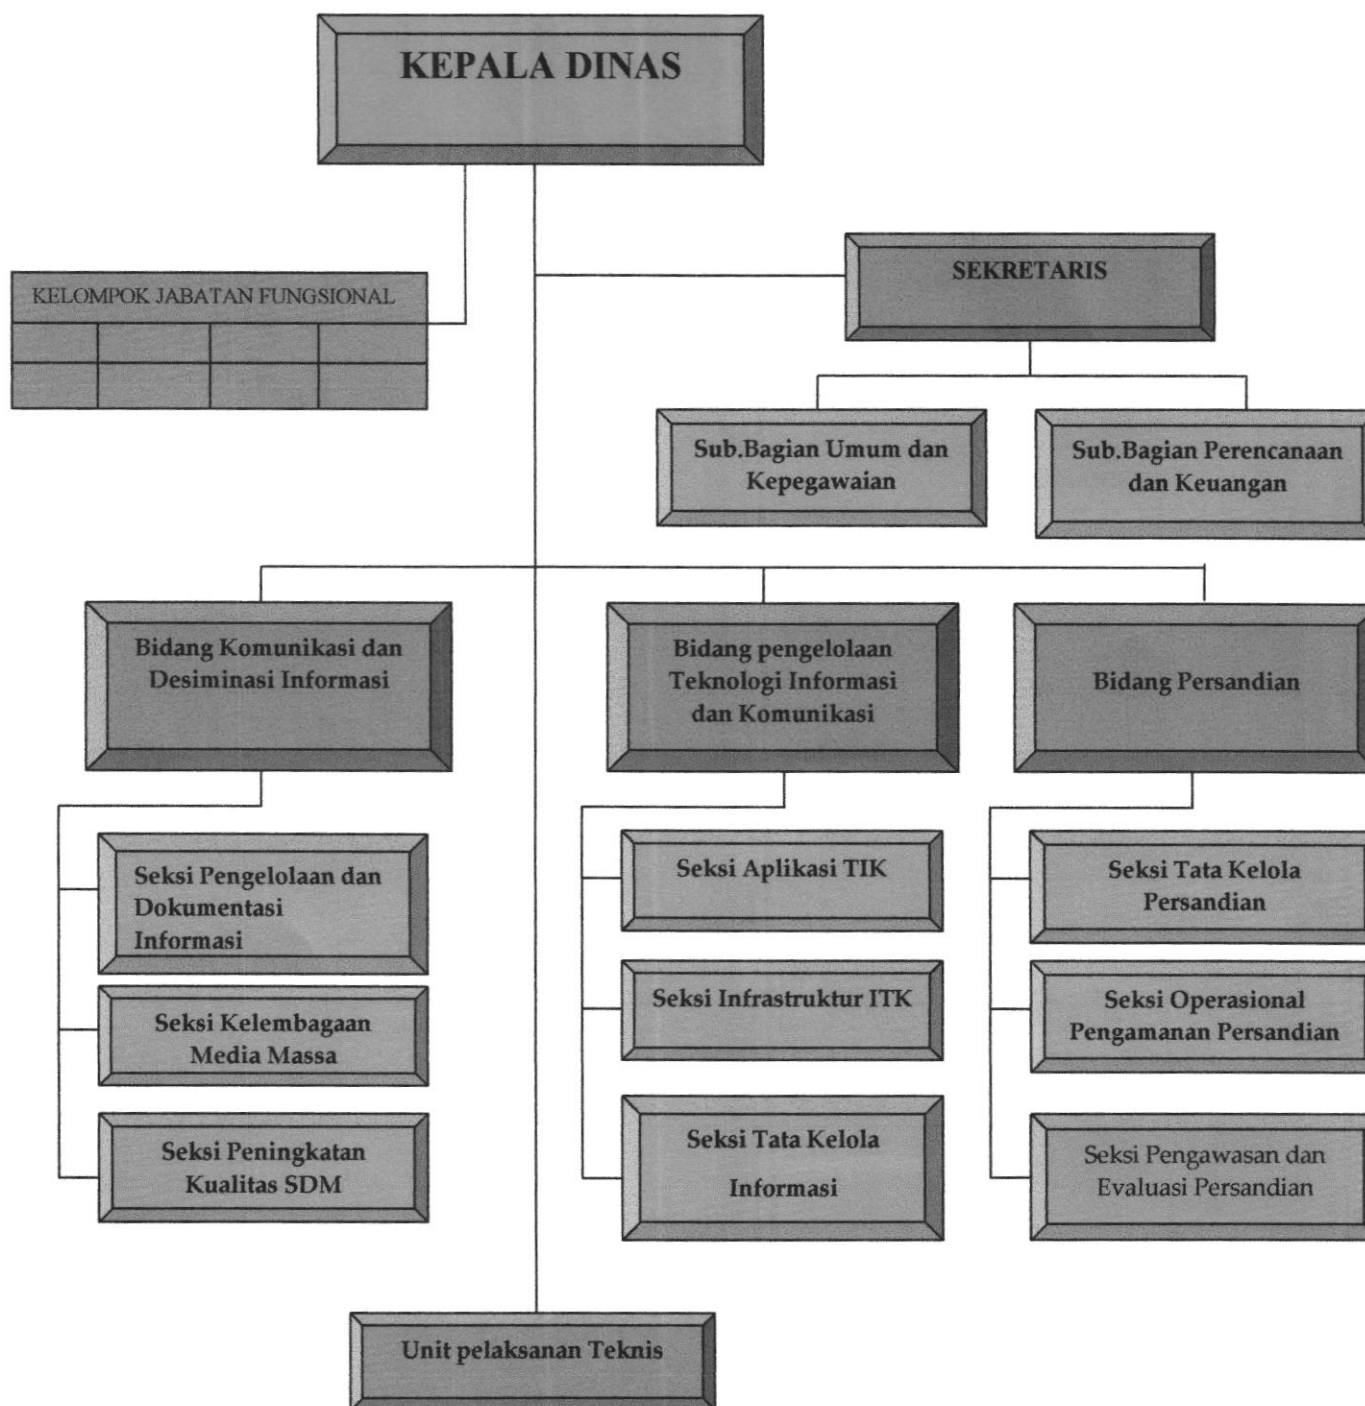 KEPALA DINAS
SEKRETARIS
KELOMPOK JABATAN FUNGSIONAL
Sub.Bagian Umum dan
Kepegawaian
Sub.Bagian Perencanaan
dan Keuangan
Bidang Komunikasi dan
Desiminasi Informasi
Bidang pengelolaan
Teknologi Informasi
dan Komunikasi
Bidang Persandian
Seksi Pengelolaan dan
Dokumentasi
Informasi
Seksi Kelembagaan
Media Massa
Seksi Peningkatan
Kualitas SDM
Seksi Aplikasi TIK
Seksi Infrastruktur ITK
Seksi Tata Kelola
Informasi
Seksi Tata Kelola
Persandian
Seksi Operasional
Pengamanan Persandian
Seksi Pengawasan dan
Evaluasi Persandian
Unit pelaksanan Teknis